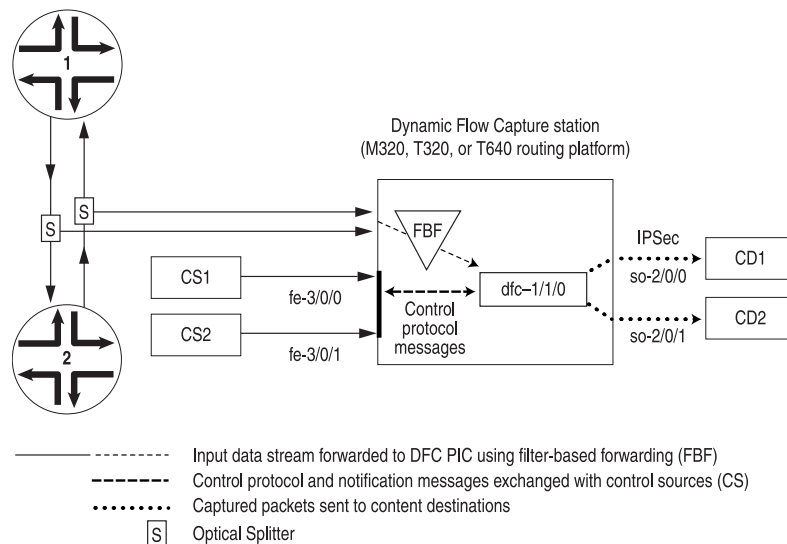 1
Dynamic Flow Capture station
(M320, T320, or T640 routing platform)
S
S
FBF
IPSec
CD1
so-2/0/0
CS1
fe-3/0/0
dfc–1/1/0
Control
protocol
messages
CD2
so-2/0/1
CS2
fe-3/0/1
2
Input data stream forwarded to DFC PIC using filter-based forwarding (FBF)
Control protocol and notification messages exchanged with control sources (CS)
Captured packets sent to content destinations
S Optical Splitter